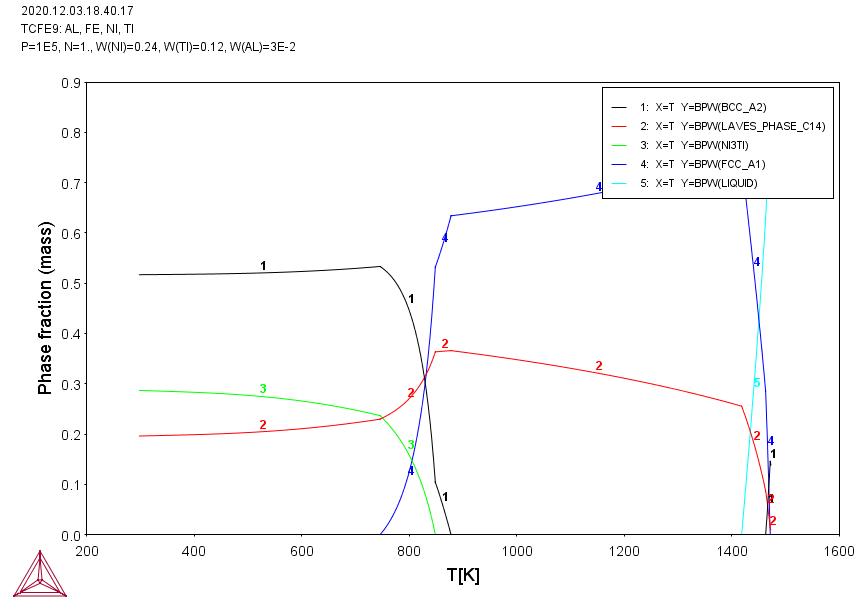 2020.12.03.18.40.17
TCFE9: AL, FE, NI, TI
P=1E5, N=1., W(NI)=0.24, W(TI)=0.12, W(AL)=3E-2
0.9
0.8
0.7
0.6
0.5
0.4
0.3
0.2
0.1
0.0
Phase fraction (mass)
1: X=T Y=BPW(BCC_A2)
2: X=T Y=BPW(LAVES_PHASE_C14)
3: X=T Y=BPW(NI3TI)
4: X=T Y=BPW(FCC_A1)
5: X=T Y=BPW(LIQUID)
4
4
1
4
1
2
2
3
2
5
2
3
2
4
1
4
1
2
200 400 600 800 1000 1200 1400 1600
T[K]